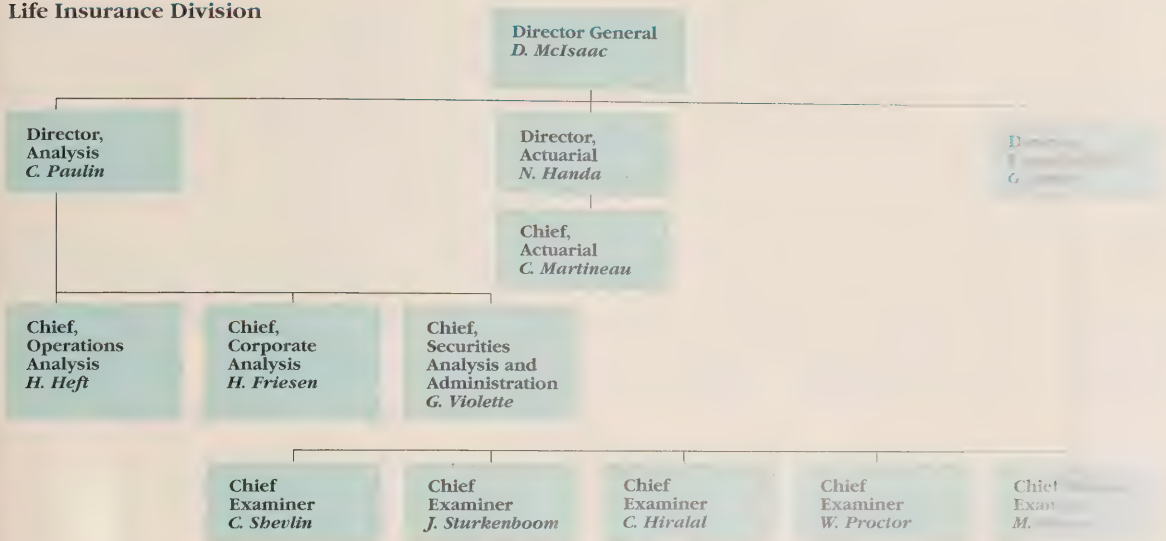 Life Insurance Division
Director General
D. McIsaac
Director,
Analysis
C. Paulin
Director,
Actuarial
N. Handa
Chief,
Actuarial
C. Martineau
Chief,
Operations
Analysis
H. Heft
Chief,
Corporate
Analysis
H. Friesen
Chief,
Securities
Analysis and
Administration
G. Violette
Chief
Examiner
C. Shevlin
Chief
Examiner
J. Sturkenboom
Chief
Examiner
C. Hiralal
Chief
Examiner
W. Proctor
Chief
M.